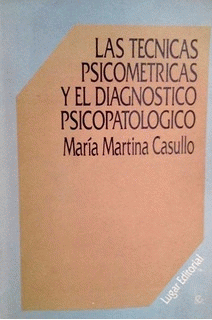 LAS TECNICAS
PSICOMETRICAS
Y EL DIAGNOSTICO
PSICOPATOLOGICO
María Martina Casullo
Lugar Editorial